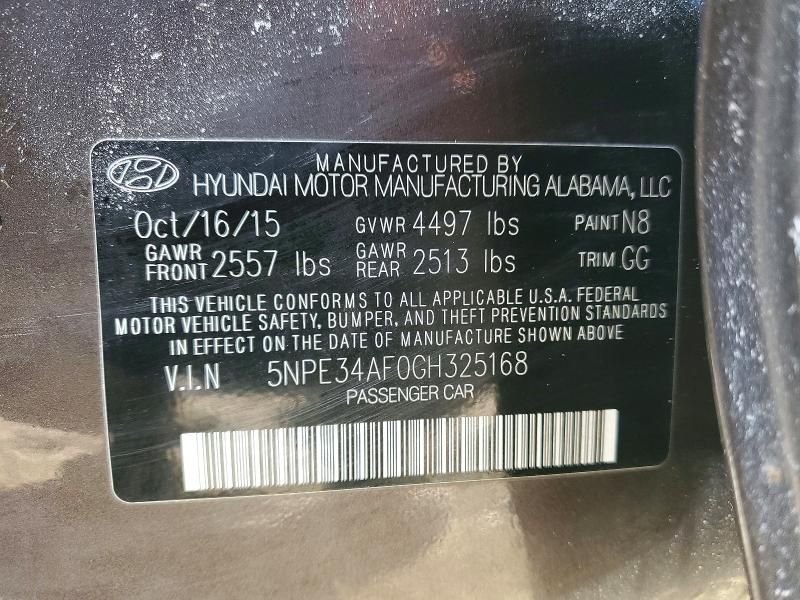 MANUFACTURED BY
HYUNDAI MOTOR MANUFACTURING ALABAMA, LLC
Oct/16/15 GVWR 4497 lbs PAINT N8
GAWR FRONT 2557 lbs GAWR REAR 2513 lbs TRIM GG
THIS VEHICLE CONFORMS TO ALL APPLICABLE U.S.A. FEDERAL
MOTOR VEHICLE SAFETY, BUMPER, AND THEFT PREVENTION STANDARDS
IN EFFECT ON THE DATE OF MANUFACTURE SHOWN ABOVE
V.I.N 5NPE34AF0GH325168
PASSENGER CAR